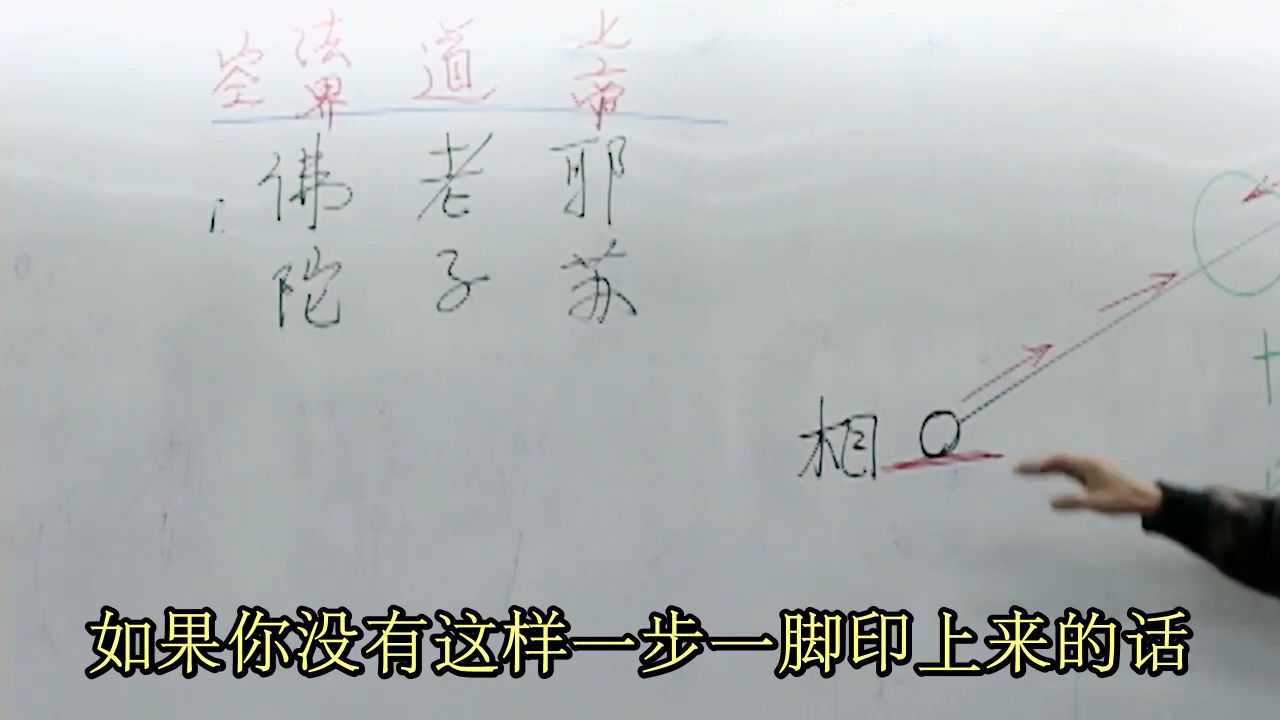 空 法界 道 上帝
佛陀 老子 耶苏
相
如果你没有这样一步一脚印上来的话